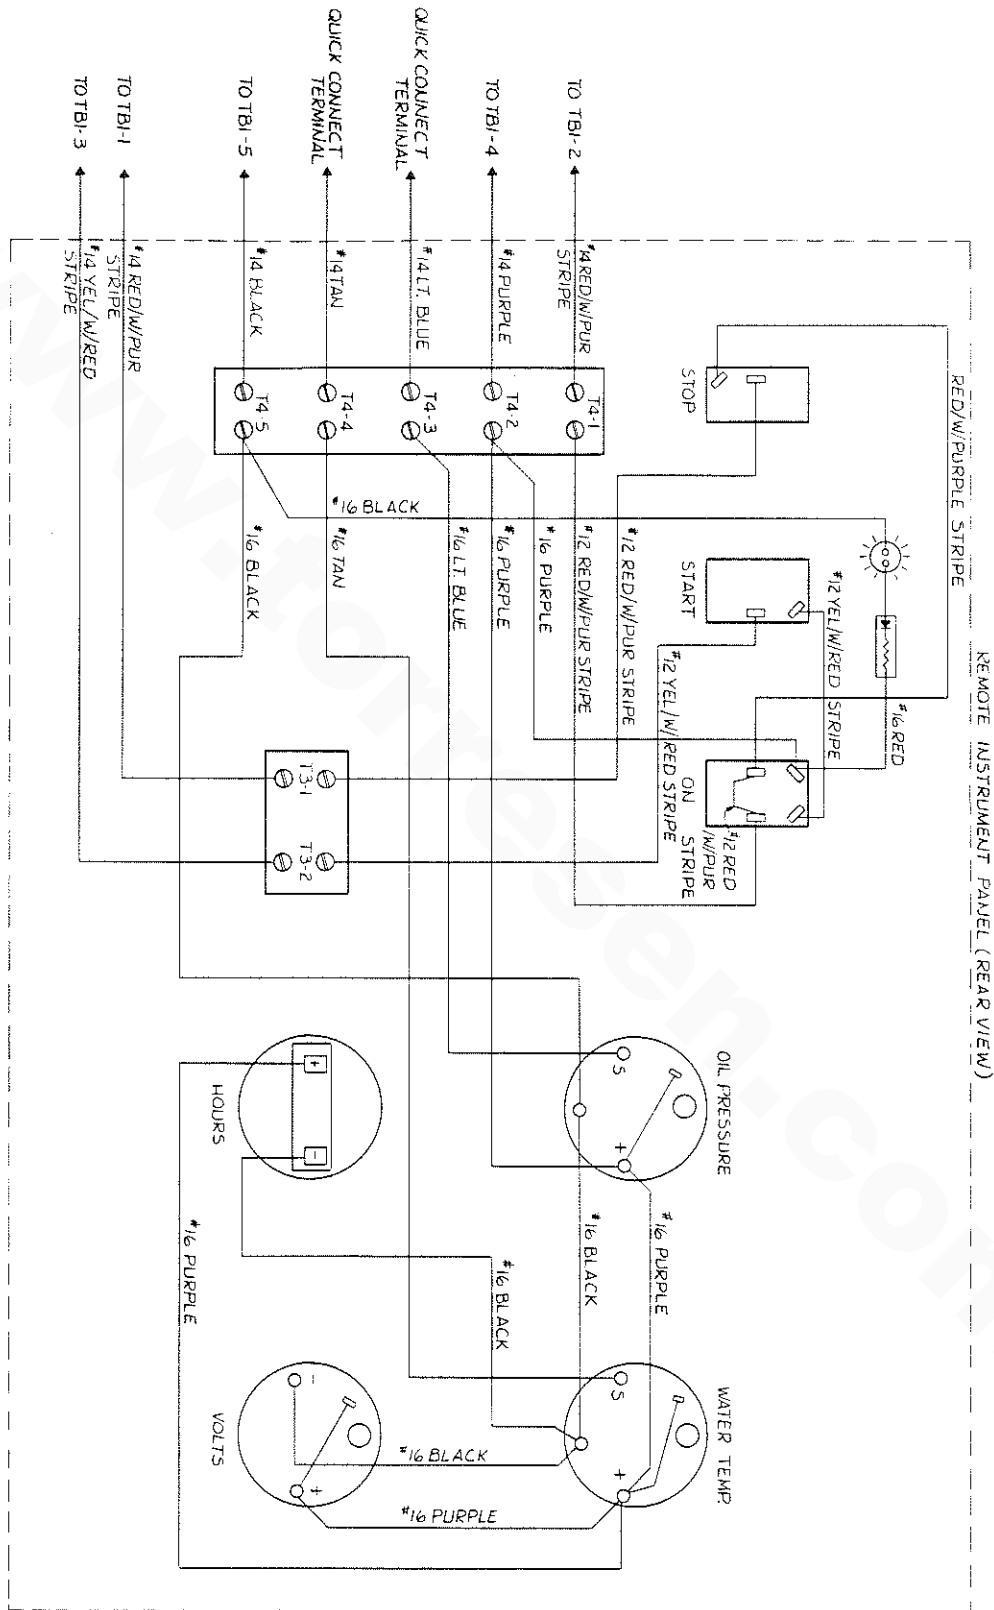 REMOTE INSTRUMENT PANEL (REAR VIEW)
RED/W/PURPLE STRIPE
STOP
START
ON
#12 YEL/W/RED STRIPE
#16 RED
#12 RED
/W/PUR
STRIPE
OIL PRESSURE
S
+
WATER TEMP.
S
+
TO TB1-2
#14 RED/W/PUR
STRIPE
TO TB1-4
#14 PURPLE
QUICK CONNECT
TERMINAL
#14 LT. BLUE
QUICK CONNECT
TERMINAL
#14 TAN
TO TB1-5
#14 BLACK
TO TB1-1
#14 RED/W/PUR
STRIPE
TO TB1-3
#14 YEL/W/RED
STRIPE
T4-1
T4-2
T4-3
T4-4
T4-5
#16 BLACK
#12 RED/W/PUR STRIPE
#12 YEL/W/RED STRIPE
#12 RED/W/PUR STRIPE
#16 PURPLE
#16 PURPLE
#16 LT. BLUE
#16 TAN
#16 BLACK
T3-1
T3-2
#16 PURPLE
#16 BLACK
#16 BLACK
HOURS
+
-
#16 PURPLE
VOLTS
-
+
#16 BLACK
#16 PURPLE
www.torresen.com